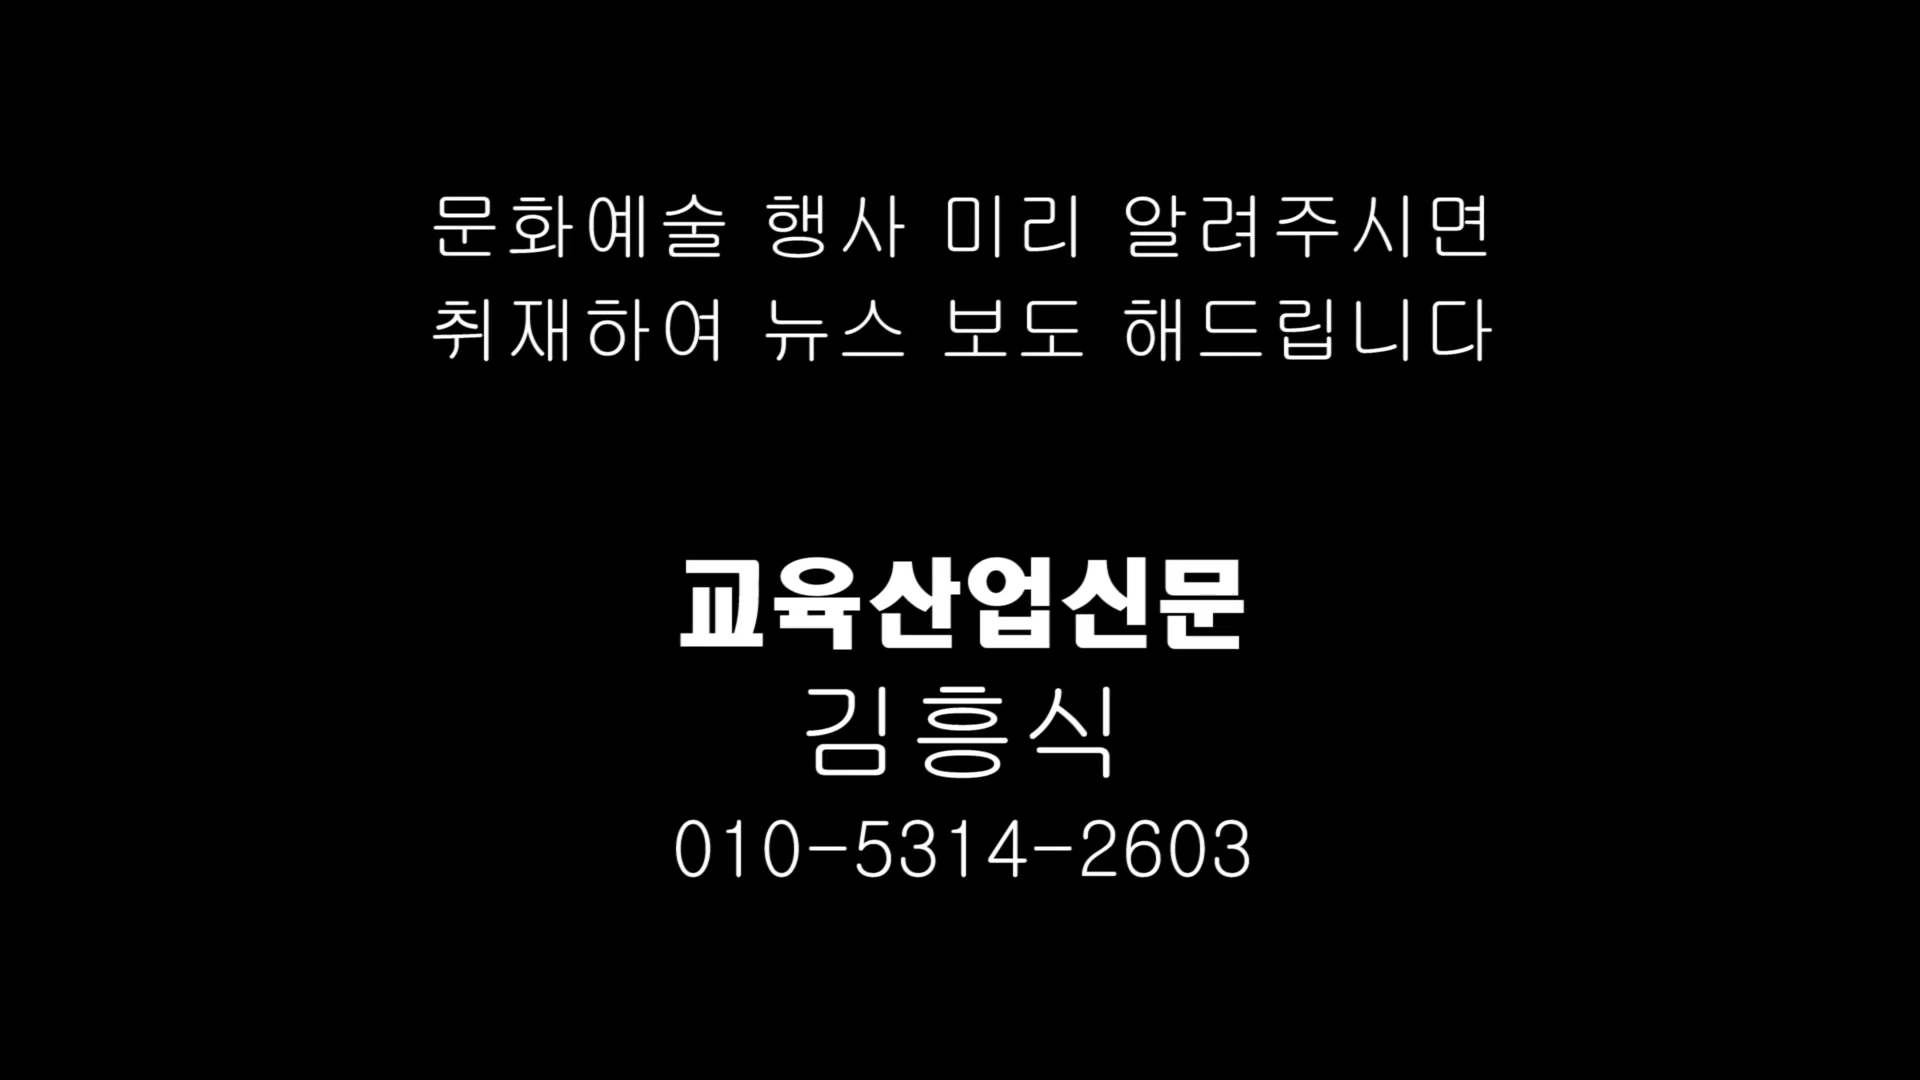 문화예술 행사 미리 알려주시면
취재하여 뉴스 보도 해드립니다
교육산업신문
김흥식
010-5314-2603